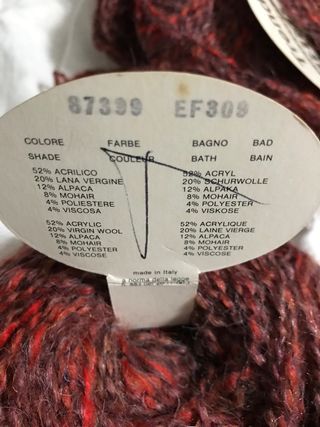 87399 EF309
COLORE FARBE BAGNO BAD
SHADE COULEUR BATH BAIN
52% ACRILICO 52% ACRYL
20% LANA VERGINE 20% SCHURWOLLE
12% ALPACA 12% ALPAKA
8% MOHAIR 8% MOHAIR
4% POLIESTERE 4% POLYESTER
4% VISCOSA 4% VISKOSE
52% ACRYLIC 52% ACRYLIQUE
20% VIRGIN WOOL 20% LAINE VIERGE
12% ALPACA 12% ALPACA
8% MOHAIR 8% MOHAIR
4% POLYESTER 4% POLYESTER
4% VISCOSE 4% VISCOSE
made in Italy
a norma della legge